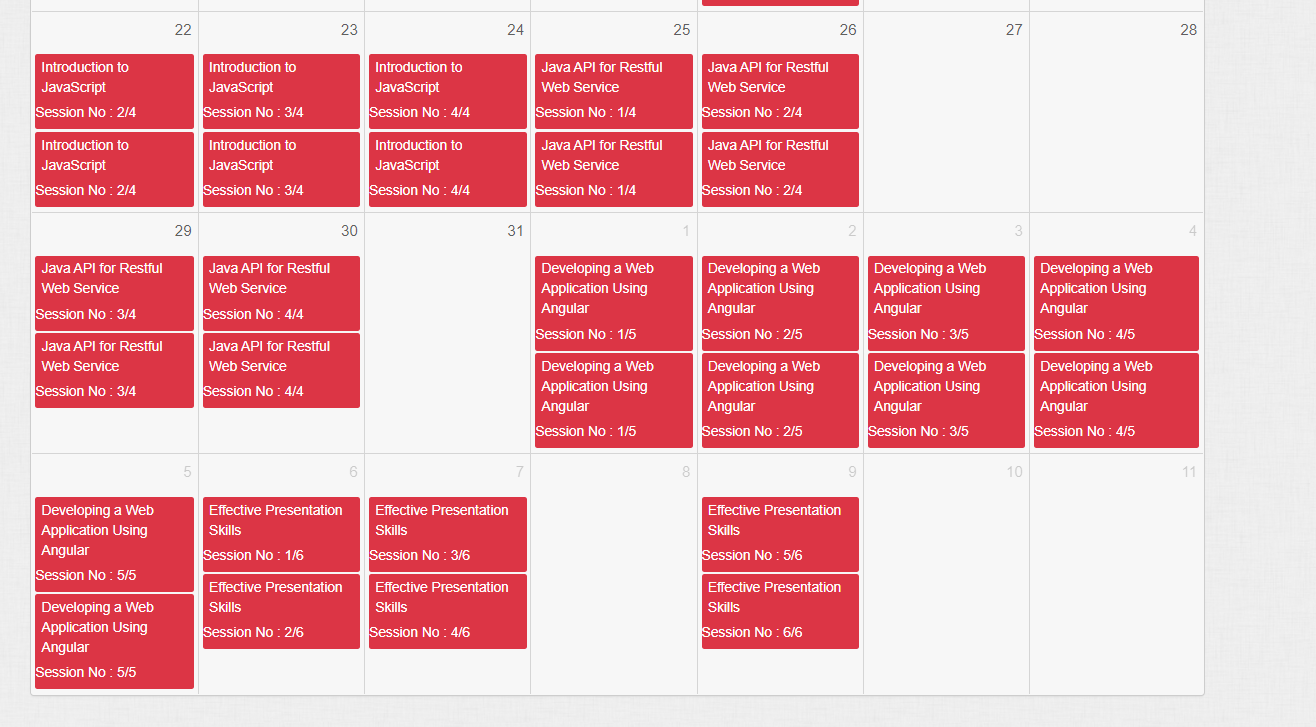 22
23
24
25
26
27
28
Introduction to
JavaScript
Session No : 2/4
Introduction to
JavaScript
Session No : 2/4
Introduction to
JavaScript
Session No : 3/4
Introduction to
JavaScript
Session No : 3/4
Introduction to
JavaScript
Session No : 4/4
Introduction to
JavaScript
Session No : 4/4
Java API for Restful
Web Service
Session No : 1/4
Java API for Restful
Web Service
Session No : 1/4
Java API for Restful
Web Service
Session No : 2/4
Java API for Restful
Web Service
Session No : 2/4
29
30
31
1
2
3
4
Java API for Restful
Web Service
Session No : 3/4
Java API for Restful
Web Service
Session No : 3/4
Java API for Restful
Web Service
Session No : 4/4
Java API for Restful
Web Service
Session No : 4/4
Developing a Web
Application Using
Angular
Session No : 1/5
Developing a Web
Application Using
Angular
Session No : 1/5
Developing a Web
Application Using
Angular
Session No : 2/5
Developing a Web
Application Using
Angular
Session No : 2/5
Developing a Web
Application Using
Angular
Session No : 3/5
Developing a Web
Application Using
Angular
Session No : 3/5
Developing a Web
Application Using
Angular
Session No : 4/5
Developing a Web
Application Using
Angular
Session No : 4/5
5
6
7
8
9
10
11
Developing a Web
Application Using
Angular
Session No : 5/5
Developing a Web
Application Using
Angular
Session No : 5/5
Effective Presentation
Skills
Session No : 1/6
Effective Presentation
Skills
Session No : 2/6
Effective Presentation
Skills
Session No : 3/6
Effective Presentation
Skills
Session No : 4/6
Effective Presentation
Skills
Session No : 5/6
Effective Presentation
Skills
Session No : 6/6